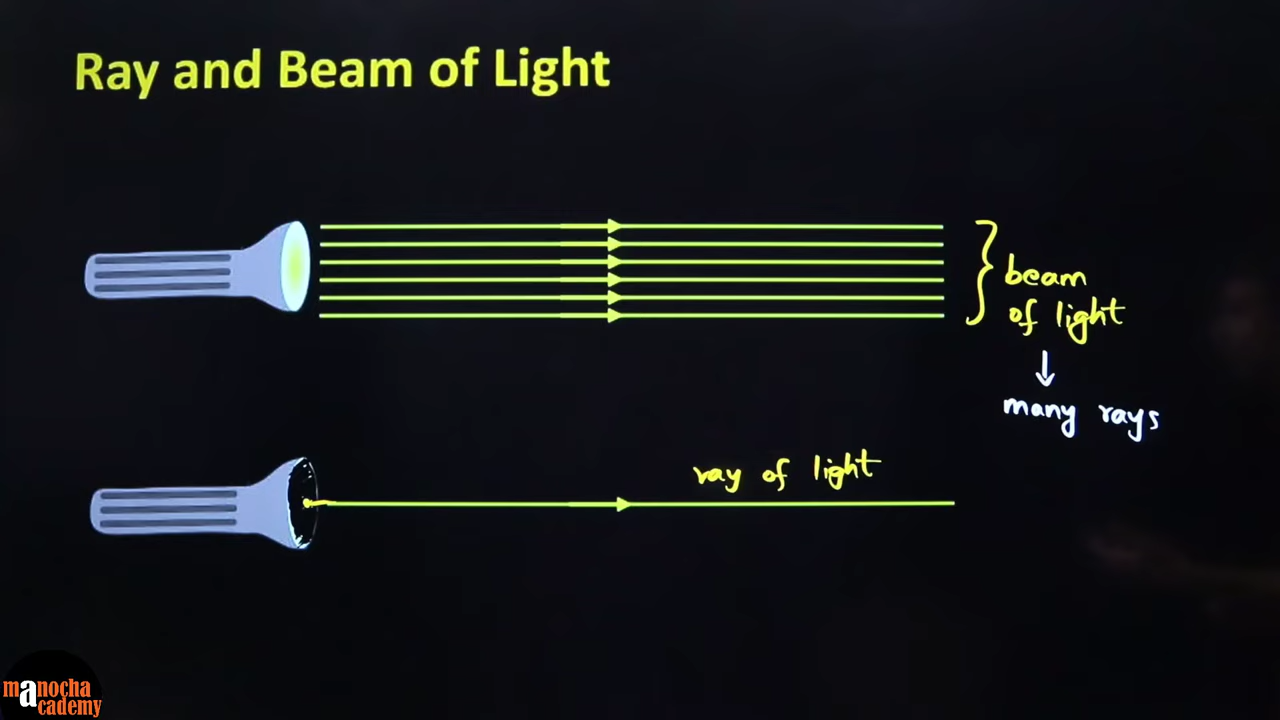 Ray and Beam of Light
beam
of light
many rays
ray of light
manocha
academy